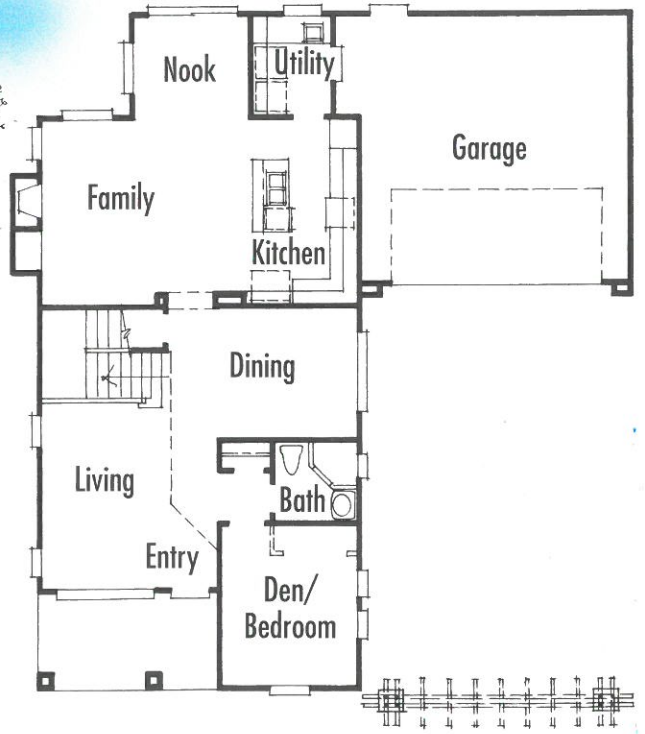 Nook
Utility
Garage
Family
Kitchen
Dining
Living
Bath
Entry
Den/
Bedroom